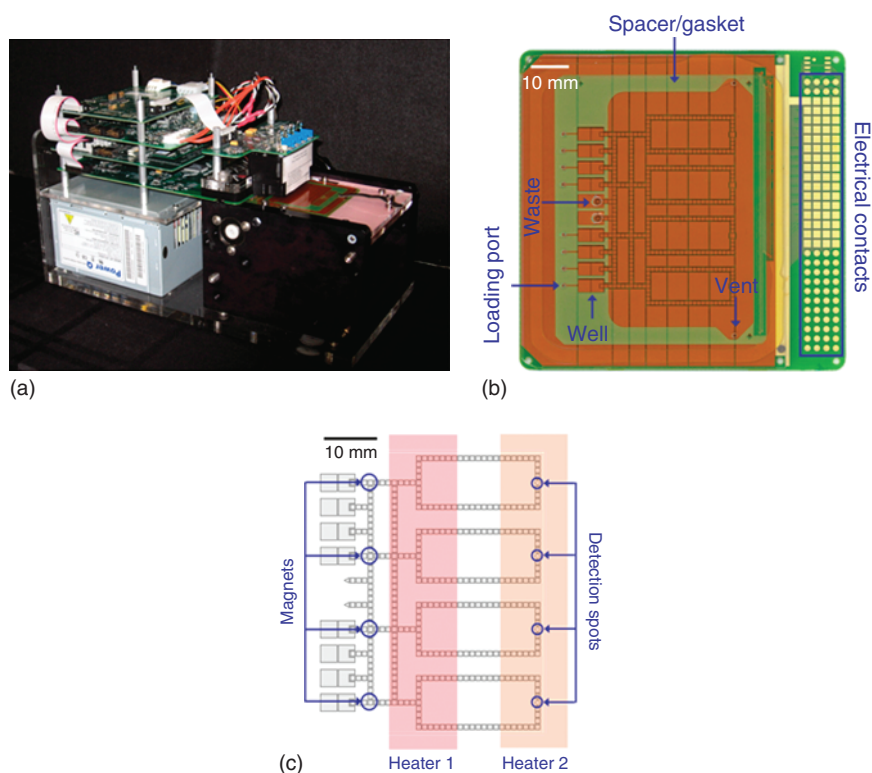 (a)
Power
Spacer/gasket
10 mm
Waste
Loading port
Well
Vent
Electrical contacts
(b)
10 mm
Magnets
Detection spots
(c)
Heater 1
Heater 2